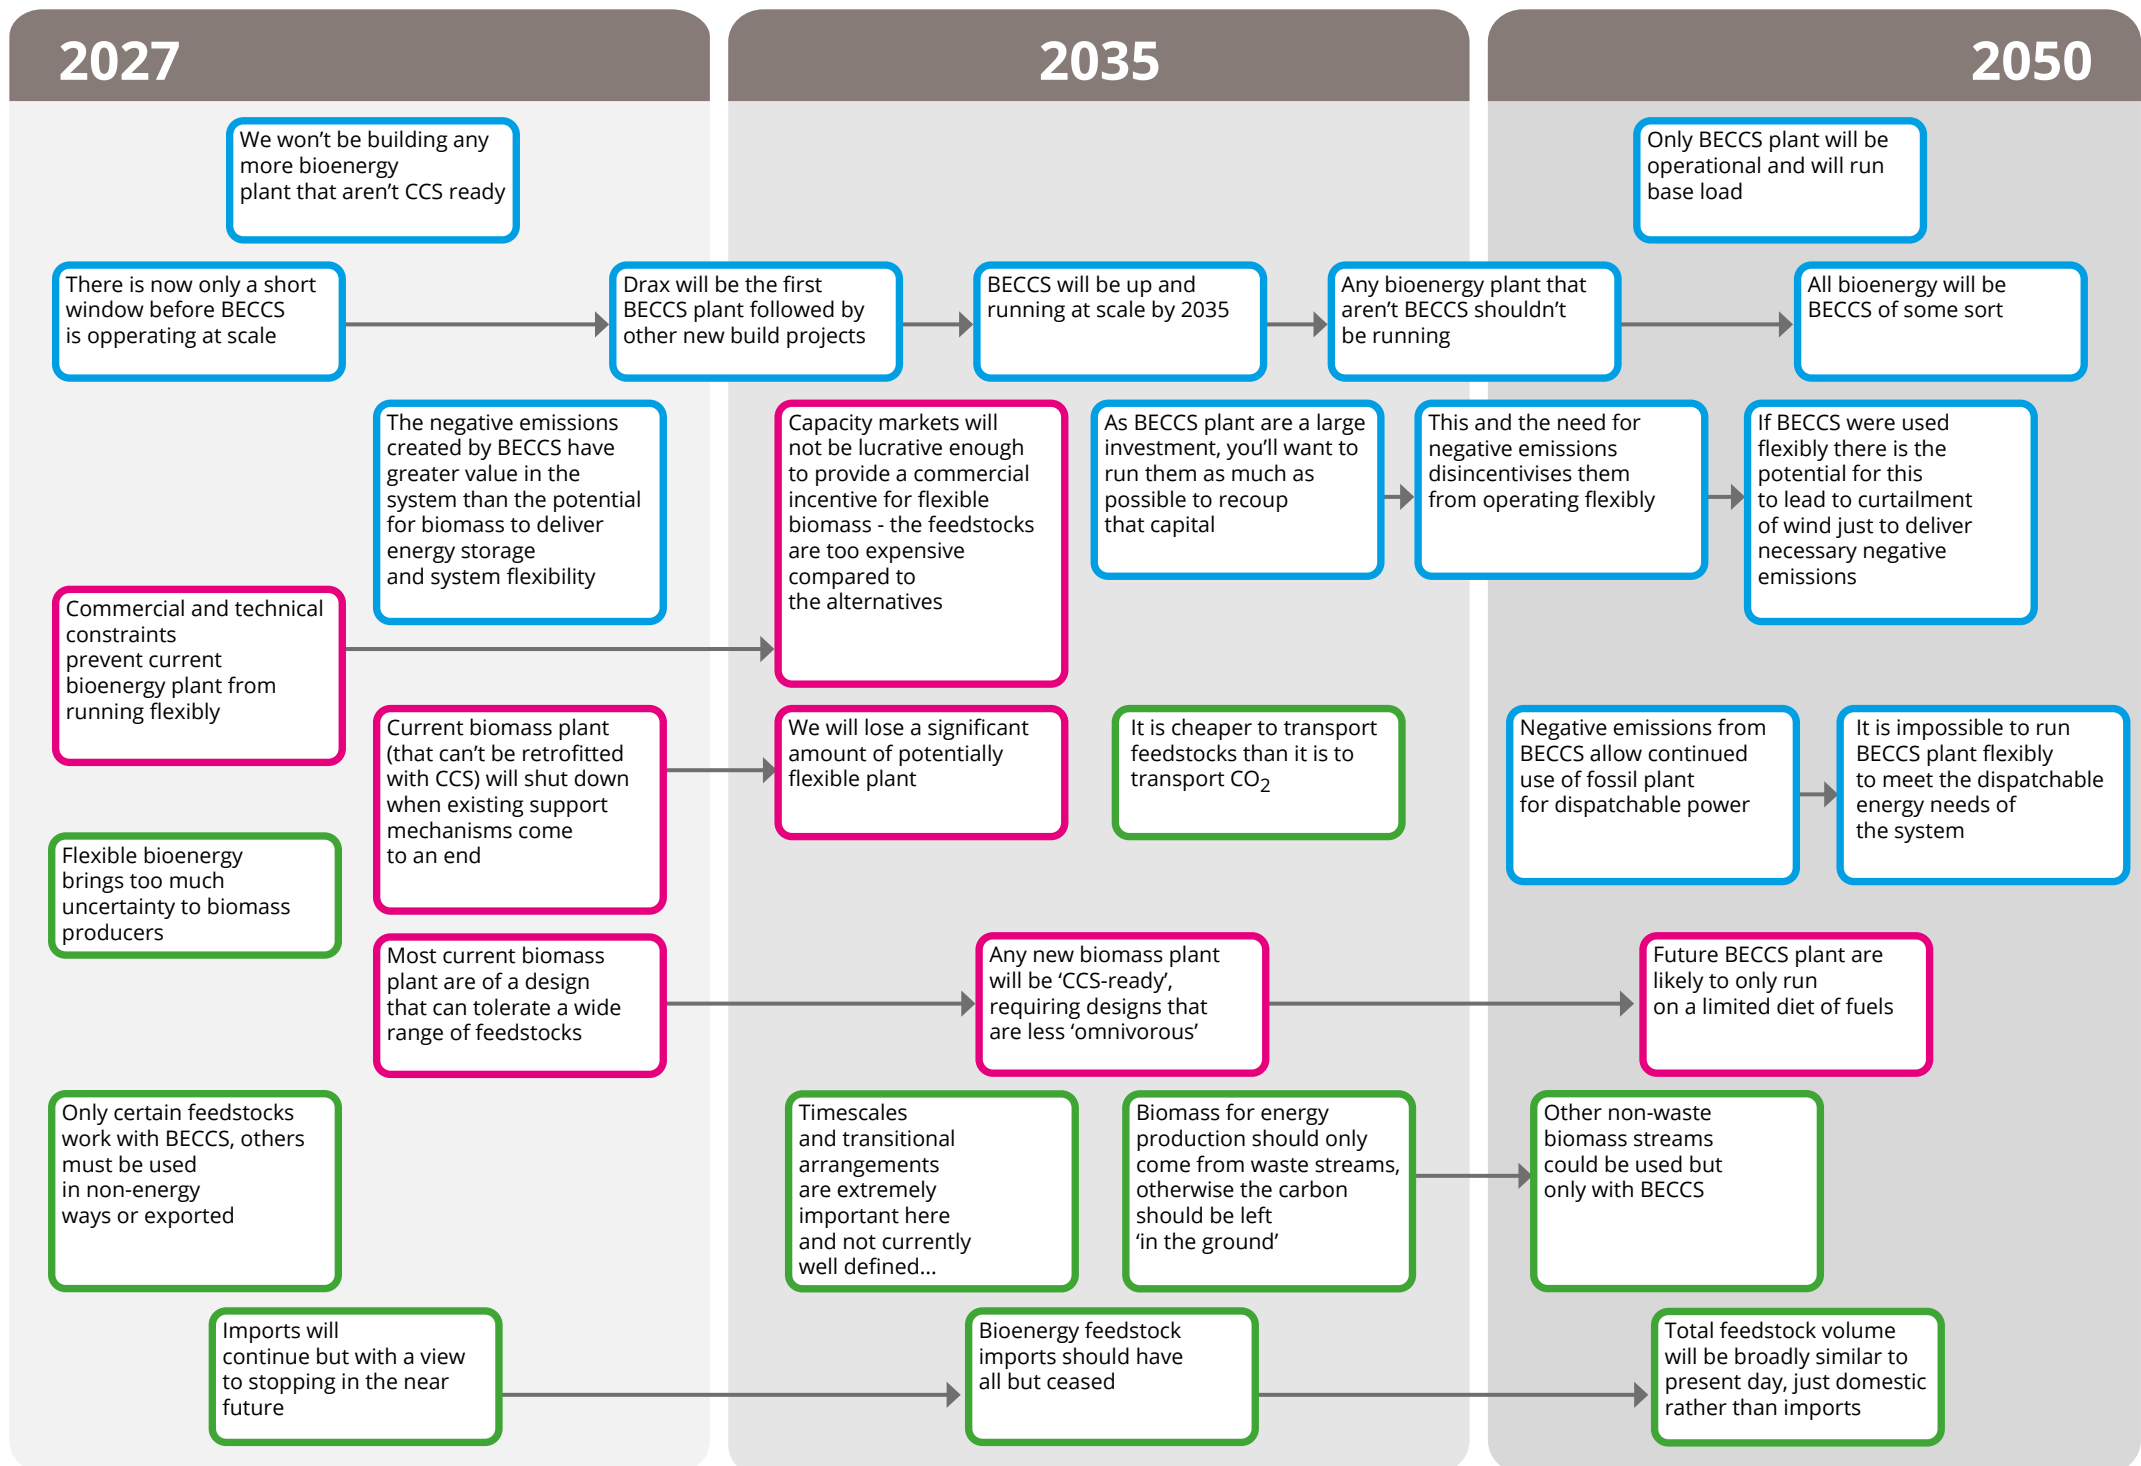 2027
2035
2050
We won’t be building any
more bioenergy
plant that aren’t CCS ready
Only BECCS plant will be
operational and will run
base load
There is now only a short
window before BECCS
is opperating at scale
Drax will be the first
BECCS plant followed by
other new build projects
BECCS will be up and
running at scale by 2035
Any bioenergy plant that
aren’t BECCS shouldn’t
be running
All bioenergy will be
BECCS of some sort
The negative emissions
created by BECCS have
greater value in the
system than the potential
for biomass to deliver
energy storage
and system flexibility
Capacity markets will
not be lucrative enough
to provide a commercial
incentive for flexible
biomass - the feedstocks
are too expensive
compared to
the alternatives
As BECCS plant are a large
investment, you’ll want to
run them as much as
possible to recoup
that capital
This and the need for
negative emissions
disincentivises them
from operating flexibly
If BECCS were used
flexibly there is the
potential for this
to lead to curtailment
of wind just to deliver
necessary negative
emissions
Commercial and technical
constraints
prevent current
bioenergy plant from
running flexibly
Current biomass plant
(that can’t be retrofitted
with CCS) will shut down
when existing support
mechanisms come
to an end
We will lose a significant
amount of potentially
flexible plant
It is cheaper to transport
feedstocks than it is to
transport CO2
Negative emissions from
BECCS allow continued
use of fossil plant
for dispatchable power
It is impossible to run
BECCS plant flexibly
to meet the dispatchable
energy needs of
the system
Flexible bioenergy
brings too much
uncertainty to biomass
producers
Most current biomass
plant are of a design
that can tolerate a wide
range of feedstocks
Any new biomass plant
will be ‘CCS-ready’,
requiring designs that
are less ‘omnivorous’
Future BECCS plant are
likely to only run
on a limited diet of fuels
Only certain feedstocks
work with BECCS, others
must be used
in non-energy
ways or exported
Timescales
and transitional
arrangements
are extremely
important here
and not currently
well defined...
Biomass for energy
production should only
come from waste streams,
otherwise the carbon
should be left
‘in the ground’
Other non-waste
biomass streams
could be used but
only with BECCS
Imports will
continue but with a view
to stopping in the near
future
Bioenergy feedstock
imports should have
all but ceased
Total feedstock volume
will be broadly similar to
present day, just domestic
rather than imports